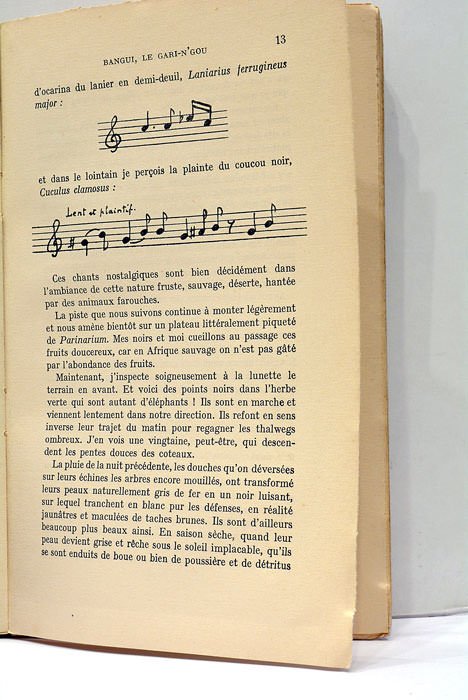 BANGUI, LE GARI-N'GOU 13
d'ocarina du lanier en demi-deuil, Laniarius ferrugineus
major :
et dans le lointain je perçois la plainte du coucou noir,
Cuculus clamosus :
Lent et plaintif.
Ces chants nostalgiques sont bien décidément dans
l'ambiance de cette nature fruste, sauvage, déserte, hantée
par des animaux farouches.
La piste que nous suivons continue à monter légèrement
et nous amène bientôt sur un plateau littéralement piqueté
de Parinarium. Mes noirs et moi cueillons au passage ces
fruits doucereux, car en Afrique sauvage on n'est pas gâté
par l'abondance des fruits.
Maintenant, j'inspecte soigneusement à la lunette le
terrain en avant. Et voici des points noirs dans l'herbe
verte qui sont autant d'éléphants ! Ils sont en marche et
viennent lentement dans notre direction. Ils refont en sens
inverse leur trajet du matin pour regagner les thalwegs
ombreux. J'en vois une vingtaine, peut-être, qui descen-
dent les pentes douces des coteaux.
La pluie de la nuit précédente, les douches qu'on déversées
sur leurs échines les arbres encore mouillés, ont transformé
leurs peaux naturellement gris de fer en un noir luisant,
sur lequel tranchent en blanc pur les défenses, en réalité
jaunâtres et maculées de taches brunes. Ils sont d'ailleurs
beaucoup plus beaux ainsi. En saison sèche, quand leur
peau devient grise et rêche sous le soleil implacable, qu'ils
se sont enduits de boue ou bien de poussière et de détritus